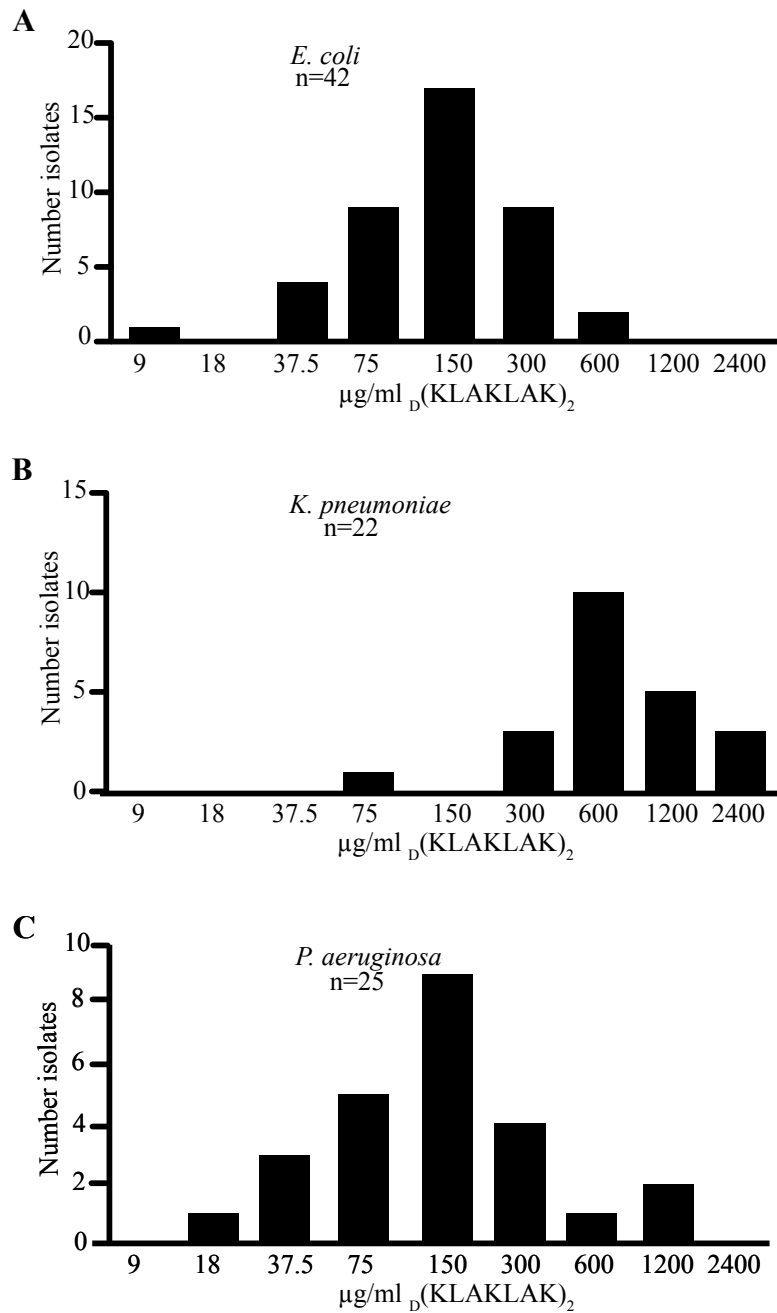 A
E. coli
n=42
20
15
10
5
0
Number isolates
9 18 37.5 75 150 300 600 1200 2400
µg/ml D(KLAKLAK)2
B
K. pneumoniae
n=22
15
10
5
0
Number isolates
9 18 37.5 75 150 300 600 1200 2400
µg/ml D(KLAKLAK)2
C
P. aeruginosa
n=25
10
8
6
4
2
0
Number isolates
9 18 37.5 75 150 300 600 1200 2400
µg/ml D(KLAKLAK)2